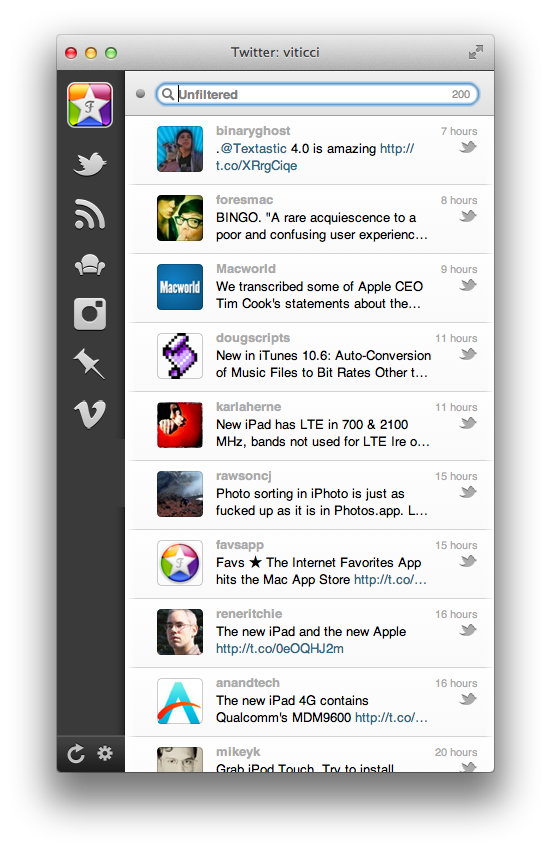 Twitter: viticci
Unfiltered 200
binaryghost 7 hours
.@Textastic 4.0 is amazing http://
t.co/XRrgCiqe
foresmac 8 hours
BINGO. "A rare acquiescence to a
poor and confusing user experienc…
Macworld 9 hours
Macworld
We transcribed some of Apple CEO
Tim Cook's statements about the…
dougscripts 11 hours
New in iTunes 10.6: Auto-Conversion
of Music Files to Bit Rates Other t…
karlaherne 11 hours
New iPad has LTE in 700 & 2100
MHz, bands not used for LTE Ire o…
rawsoncj 15 hours
Photo sorting in iPhoto is just as
fucked up as it is in Photos.app. L…
favsapp 15 hours
Favs ★ The Internet Favorites App
hits the Mac App Store http://t.co/…
reneritchie 16 hours
The new iPad and the new Apple
http://t.co/0eOQHJ2m
anandtech 16 hours
The new iPad 4G contains
Qualcomm's MDM9600 http://t.co/…
mikeyk 20 hours
Grab iPod Touch. Try to install